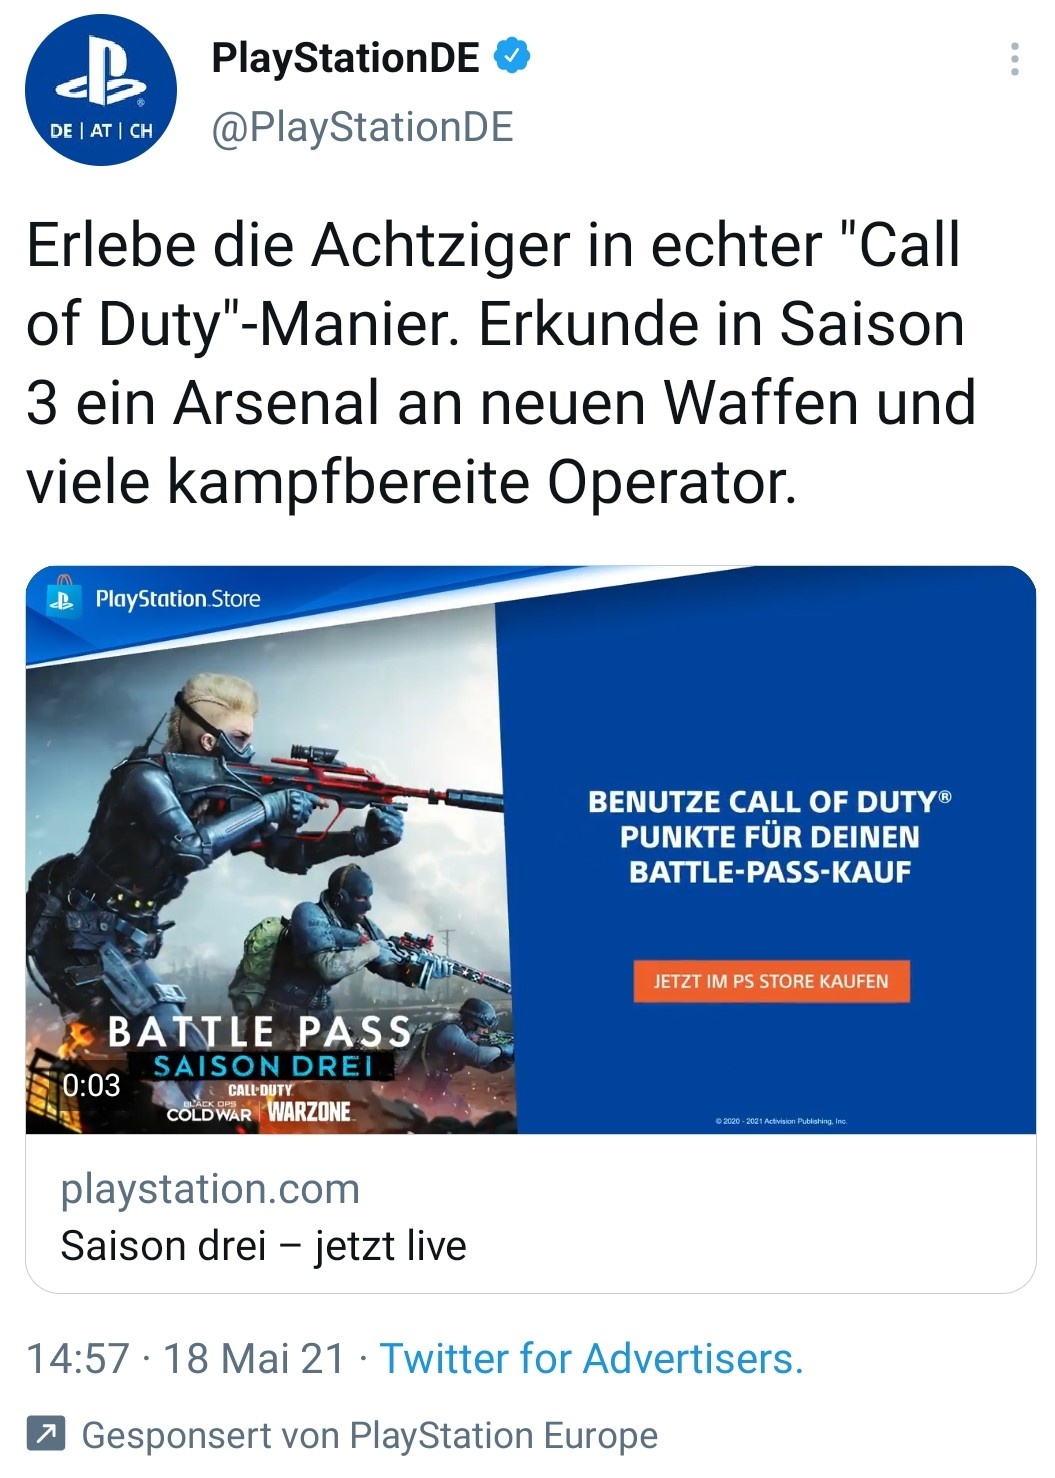 DE | AT | CH
PlayStationDE
@PlayStationDE
Erlebe die Achtziger in echter "Call
of Duty"-Manier. Erkunde in Saison
3 ein Arsenal an neuen Waffen und
viele kampfbereite Operator.
PlayStation Store
BENUTZE CALL OF DUTY®
PUNKTE FÜR DEINEN
BATTLE-PASS-KAUF
JETZT IM PS STORE KAUFEN
BATTLE PASS
SAISON DREI
CALL OF DUTY
BLACK OPS
COLD WAR | WARZONE
0:03
© 2020 - 2021 Activision Publishing, Inc.
playstation.com
Saison drei – jetzt live
14:57 · 18 Mai 21 · Twitter for Advertisers.
Gesponsert von PlayStation Europe